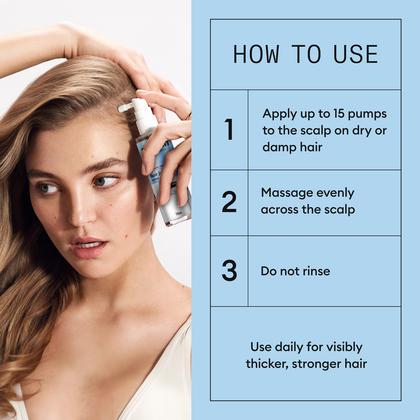 HOW TO USE
1
Apply up to 15 pumps
to the scalp on dry or
damp hair
2
Massage evenly
across the scalp
3
Do not rinse
Use daily for visibly
thicker, stronger hair